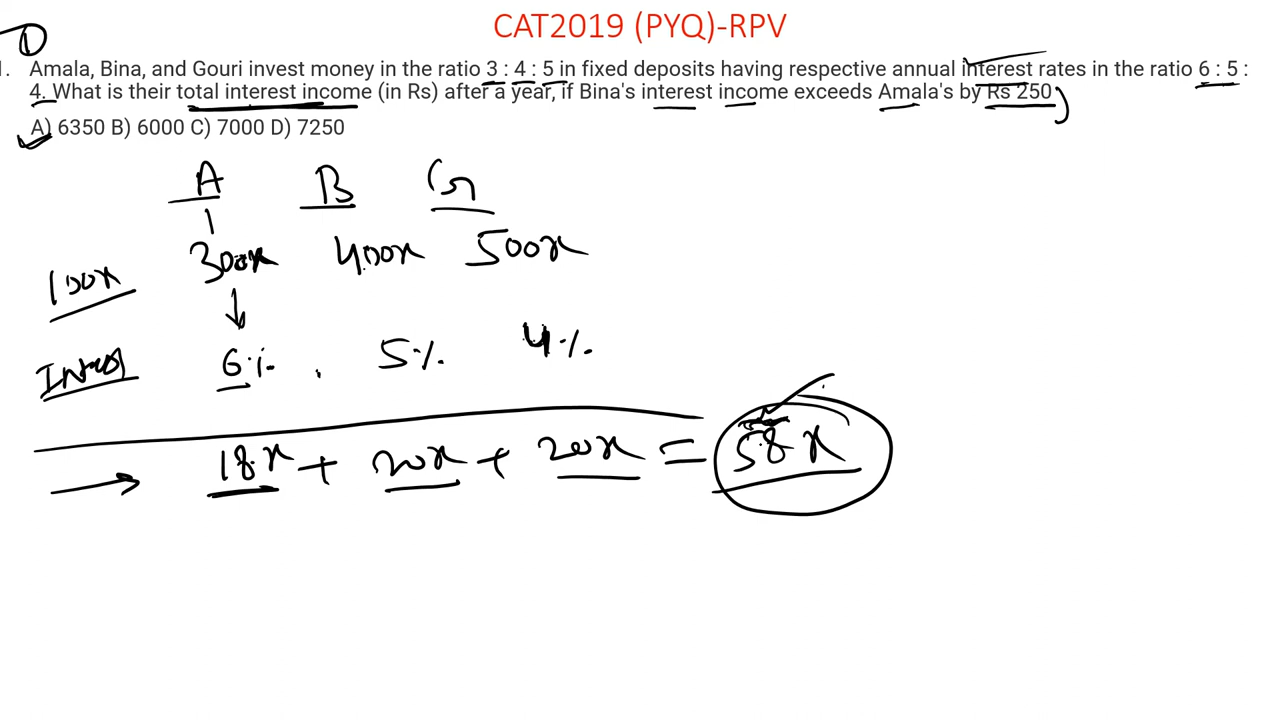 CAT2019 (PYQ)-RPV
1
1. Amala, Bina, and Gouri invest money in the ratio 3 : 4 : 5 in fixed deposits having respective annual interest rates in the ratio 6 : 5 :
4. What is their total interest income (in Rs) after a year, if Bina's interest income exceeds Amala's by Rs 250
A) 6350 B) 6000 C) 7000 D) 7250
A B G
100x 300x 400x 500x
6% 5% 4%
18x + 20x + 20x = 58x